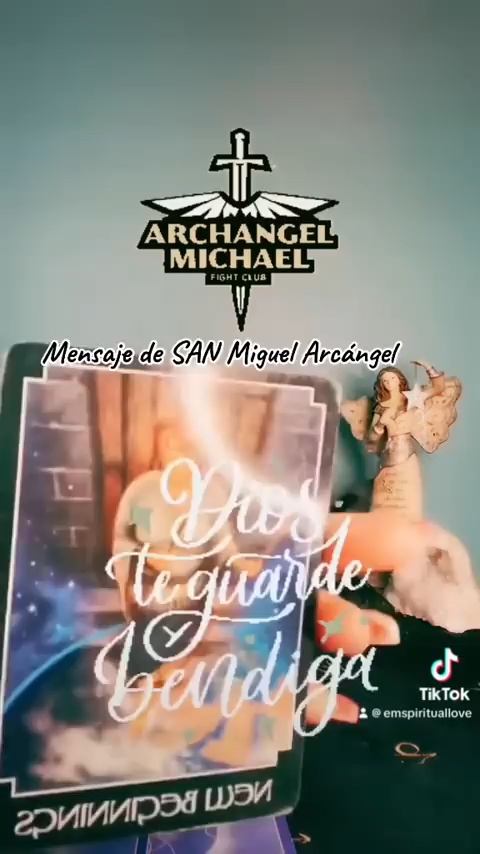 ARCHANGEL
MICHAEL
FIGHT CLUB
Mensaje de SAN Miguel Arcángel
Dios
te guarde
y
bendiga
TikTok
@emspirituallove
NEW BEGINNINGS